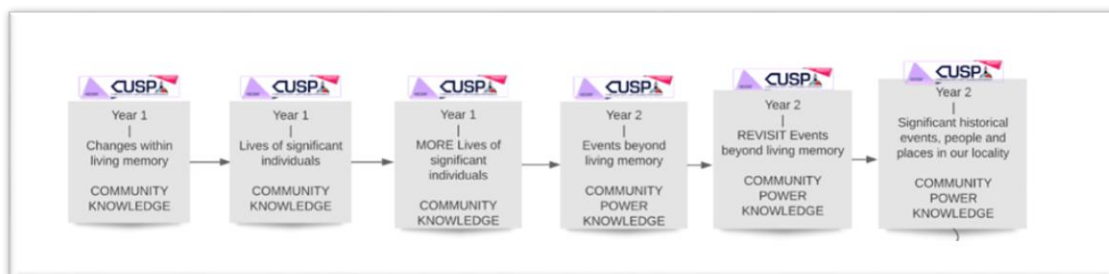 CUSP
Year 1
|
Changes within
living memory
COMMUNITY
KNOWLEDGE
CUSP
Year 1
|
Lives of significant
individuals
COMMUNITY
KNOWLEDGE
CUSP
Year 1
|
MORE Lives of
significant
individuals
COMMUNITY
KNOWLEDGE
CUSP
Year 2
|
Events beyond
living memory
COMMUNITY
POWER
KNOWLEDGE
CUSP
Year 2
|
REVISIT Events
beyond living memory
COMMUNITY
POWER
KNOWLEDGE
CUSP
Year 2
|
Significant historical
events, people and
places in our locality
COMMUNITY
POWER
KNOWLEDGE